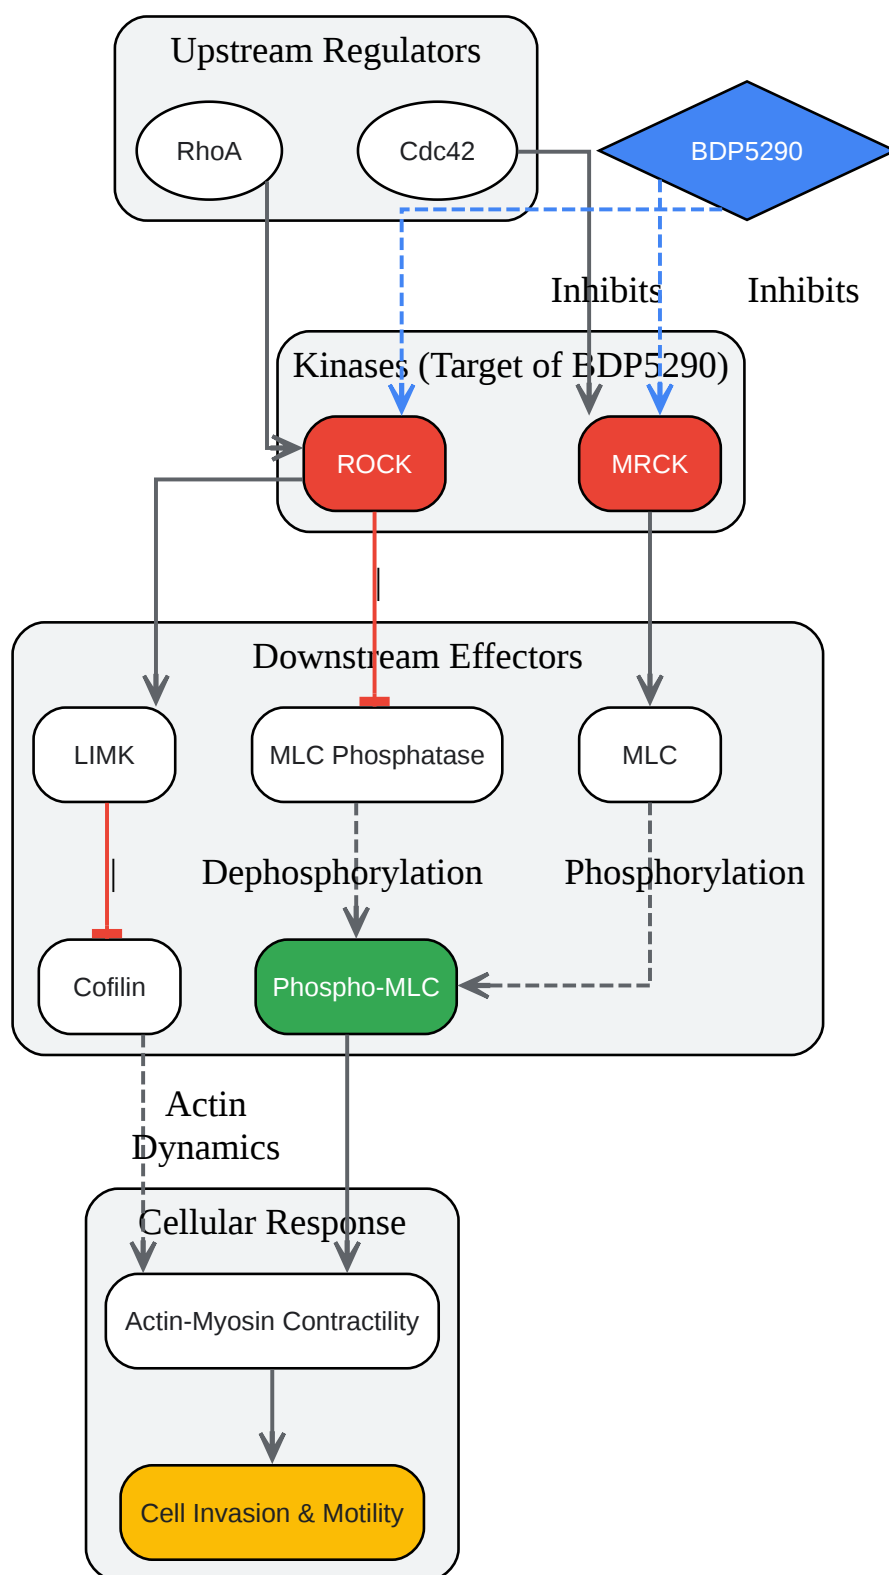 Upstream Regulators
RhoA
Cdc42
BDP5290
Inhibits
Inhibits
Kinases (Target of BDP5290)
ROCK
MRCK
|
Downstream Effectors
LIMK
MLC Phosphatase
MLC
|
Dephosphorylation
Phosphorylation
Cofilin
Phospho-MLC
Actin
Dynamics
Cellular Response
Actin-Myosin Contractility
Cell Invasion & Motility